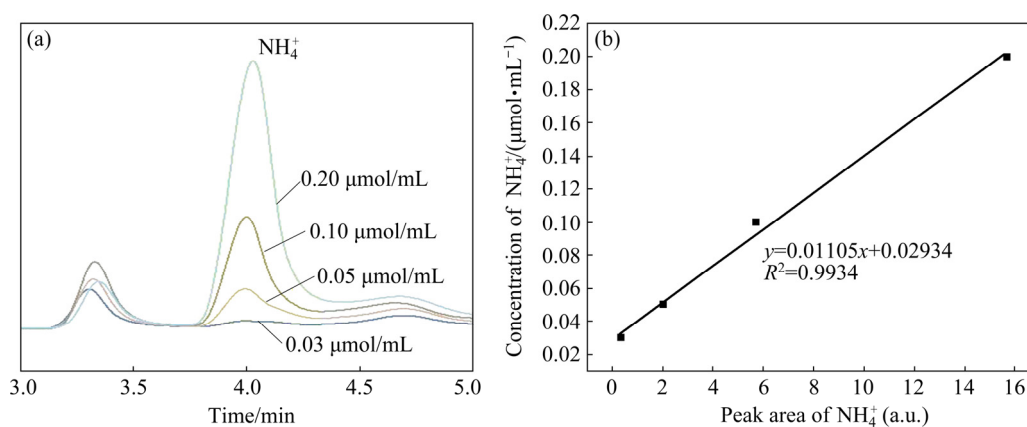 (a)
NH₄⁺
0.20 μmol/mL
0.10 μmol/mL
0.05 μmol/mL
0.03 μmol/mL
3.0 3.5 4.0 4.5 5.0
Time/min
(b)
Concentration of NH₄⁺/(μmol•mL⁻¹)
0.22
0.20
0.18
0.16
0.14
0.12
0.10
0.08
0.06
0.04
0.02
y=0.01105x+0.02934
R²=0.9934
0 2 4 6 8 10 12 14 16
Peak area of NH₄⁺ (a.u.)